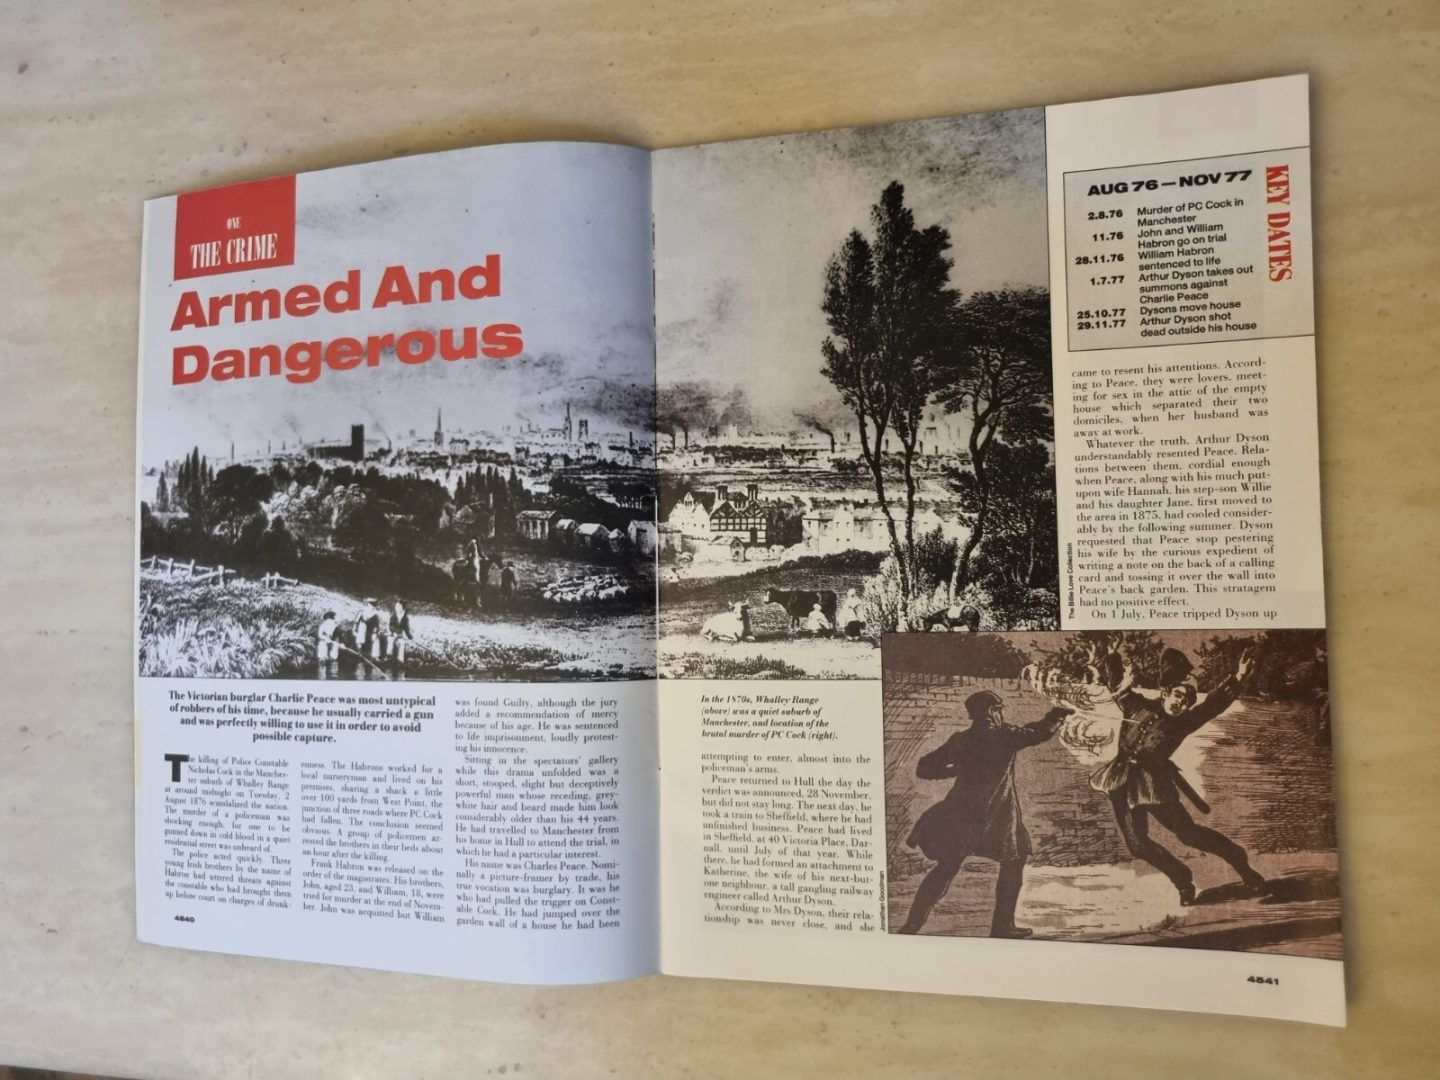 ONE
THE CRIME
Armed And
Dangerous
The Victorian burglar Charlie Peace was most untypical
of robbers of his time, because he usually carried a gun
and was perfectly willing to use it in order to avoid
possible capture.
The killing of Police Constable
Nicholas Cock in the Manches-
ter suburb of Whalley Range
at around midnight on Tuesday, 2
August 1876 scandalized the nation.
The murder of a policeman was
shocking enough; for one to be
gunned down in cold blood in a quiet
residential street was unheard of.
The police acted quickly. Three
young Irish brothers by the name of
Habron had uttered threats against
the constable who had brought them
up before court on charges of drunk-
enness. The Habrons worked for a
local nurseryman and lived on his
premises, sharing a shack a little
over 100 yards from West Point, the
junction of three roads where PC Cock
had fallen. The conclusion seemed
obvious. A group of policemen ar-
rested the brothers in their beds about
an hour after the killing.
Frank Habron was released on the
order of the magistrates. His brothers,
John, aged 23, and William, 18, were
tried for murder at the end of Novem-
ber. John was acquitted but William
was found Guilty, although the jury
added a recommendation of mercy
because of his age. He was sentenced
to life imprisonment, loudly protest-
ing his innocence.
Sitting in the spectators' gallery
while this drama unfolded was a
short, stooped, slight but deceptively
powerful man whose receding, grey-
white hair and beard made him look
considerably older than his 44 years.
He had travelled to Manchester from
his home in Hull to attend the trial, in
which he had a particular interest.
His name was Charles Peace. Nomi-
nally a picture-framer by trade, his
true vocation was burglary. It was he
who had pulled the trigger on Const-
able Cock. He had jumped over the
garden wall of a house he had been
4540
In the 1870s, Whalley Range
(above) was a quiet suburb of
Manchester, and location of the
brutal murder of PC Cock (right).
attempting to enter, almost into the
policeman's arms.
Peace returned to Hull the day the
verdict was announced, 28 November,
but did not stay long. The next day, he
took a train to Sheffield, where he had
unfinished business. Peace had lived
in Sheffield, at 40 Victoria Place, Dar-
nall, until July of that year. While
there, he had formed an attachment to
Katherine, the wife of his next-but-
one neighbour, a tall gangling railway
engineer called Arthur Dyson.
According to Mrs Dyson, their rela-
tionship was never close, and she
Jonathan Goodman
The Billie Love Collection
KEY DATES
AUG 76 — NOV 77
2.8.76 Murder of PC Cock in
Manchester
11.76 John and William
Habron go on trial
28.11.76 William Habron
sentenced to life
1.7.77 Arthur Dyson takes out
summons against
Charlie Peace
25.10.77 Dysons move house
29.11.77 Arthur Dyson shot
dead outside his house
came to resent his attentions. Accord-
ing to Peace, they were lovers, meet-
ing for sex in the attic of the empty
house which separated their two
domiciles, when her husband was
away at work.
Whatever the truth, Arthur Dyson
understandably resented Peace. Rela-
tions between them, cordial enough
when Peace, along with his much put-
upon wife Hannah, his step-son Willie
and his daughter Jane, first moved to
the area in 1875, had cooled consider-
ably by the following summer. Dyson
requested that Peace stop pestering
his wife by the curious expedient of
writing a note on the back of a calling
card and tossing it over the wall into
Peace's back garden. This stratagem
had no positive effect.
On 1 July, Peace tripped Dyson up
4541